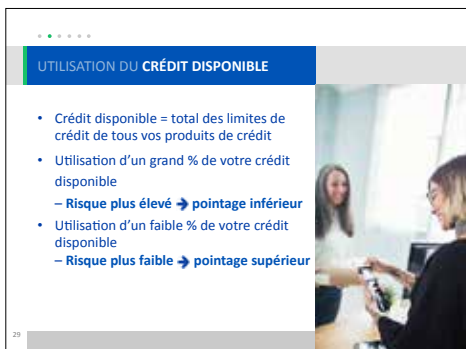 UTILISATION DU CRÉDIT DISPONIBLE
• Crédit disponible = total des limites de
crédit de tous vos produits de crédit
• Utilisation d'un grand % de votre crédit
disponible
– Risque plus élevé ➔ pointage inférieur
• Utilisation d'un faible % de votre crédit
disponible
– Risque plus faible ➔ pointage supérieur
29